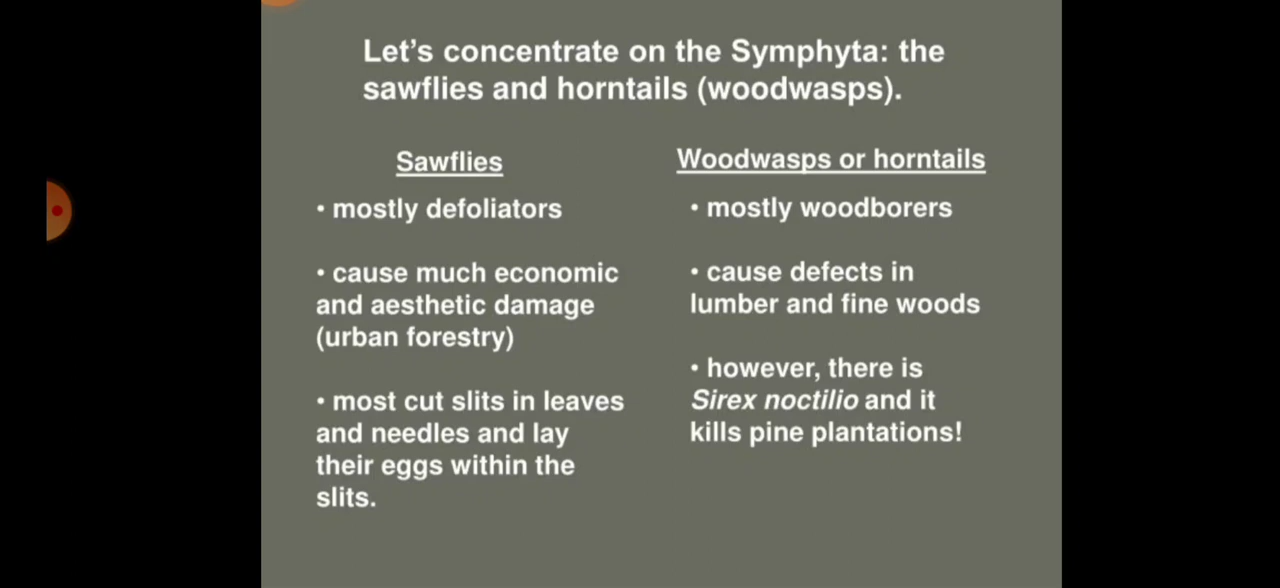 Let's concentrate on the Symphyta: the
sawflies and horntails (woodwasps).
Sawflies
• mostly defoliators
• cause much economic
and aesthetic damage
(urban forestry)
• most cut slits in leaves
and needles and lay
their eggs within the
slits.
Woodwasps or horntails
• mostly woodborers
• cause defects in
lumber and fine woods
• however, there is
Sirex noctilio and it
kills pine plantations!